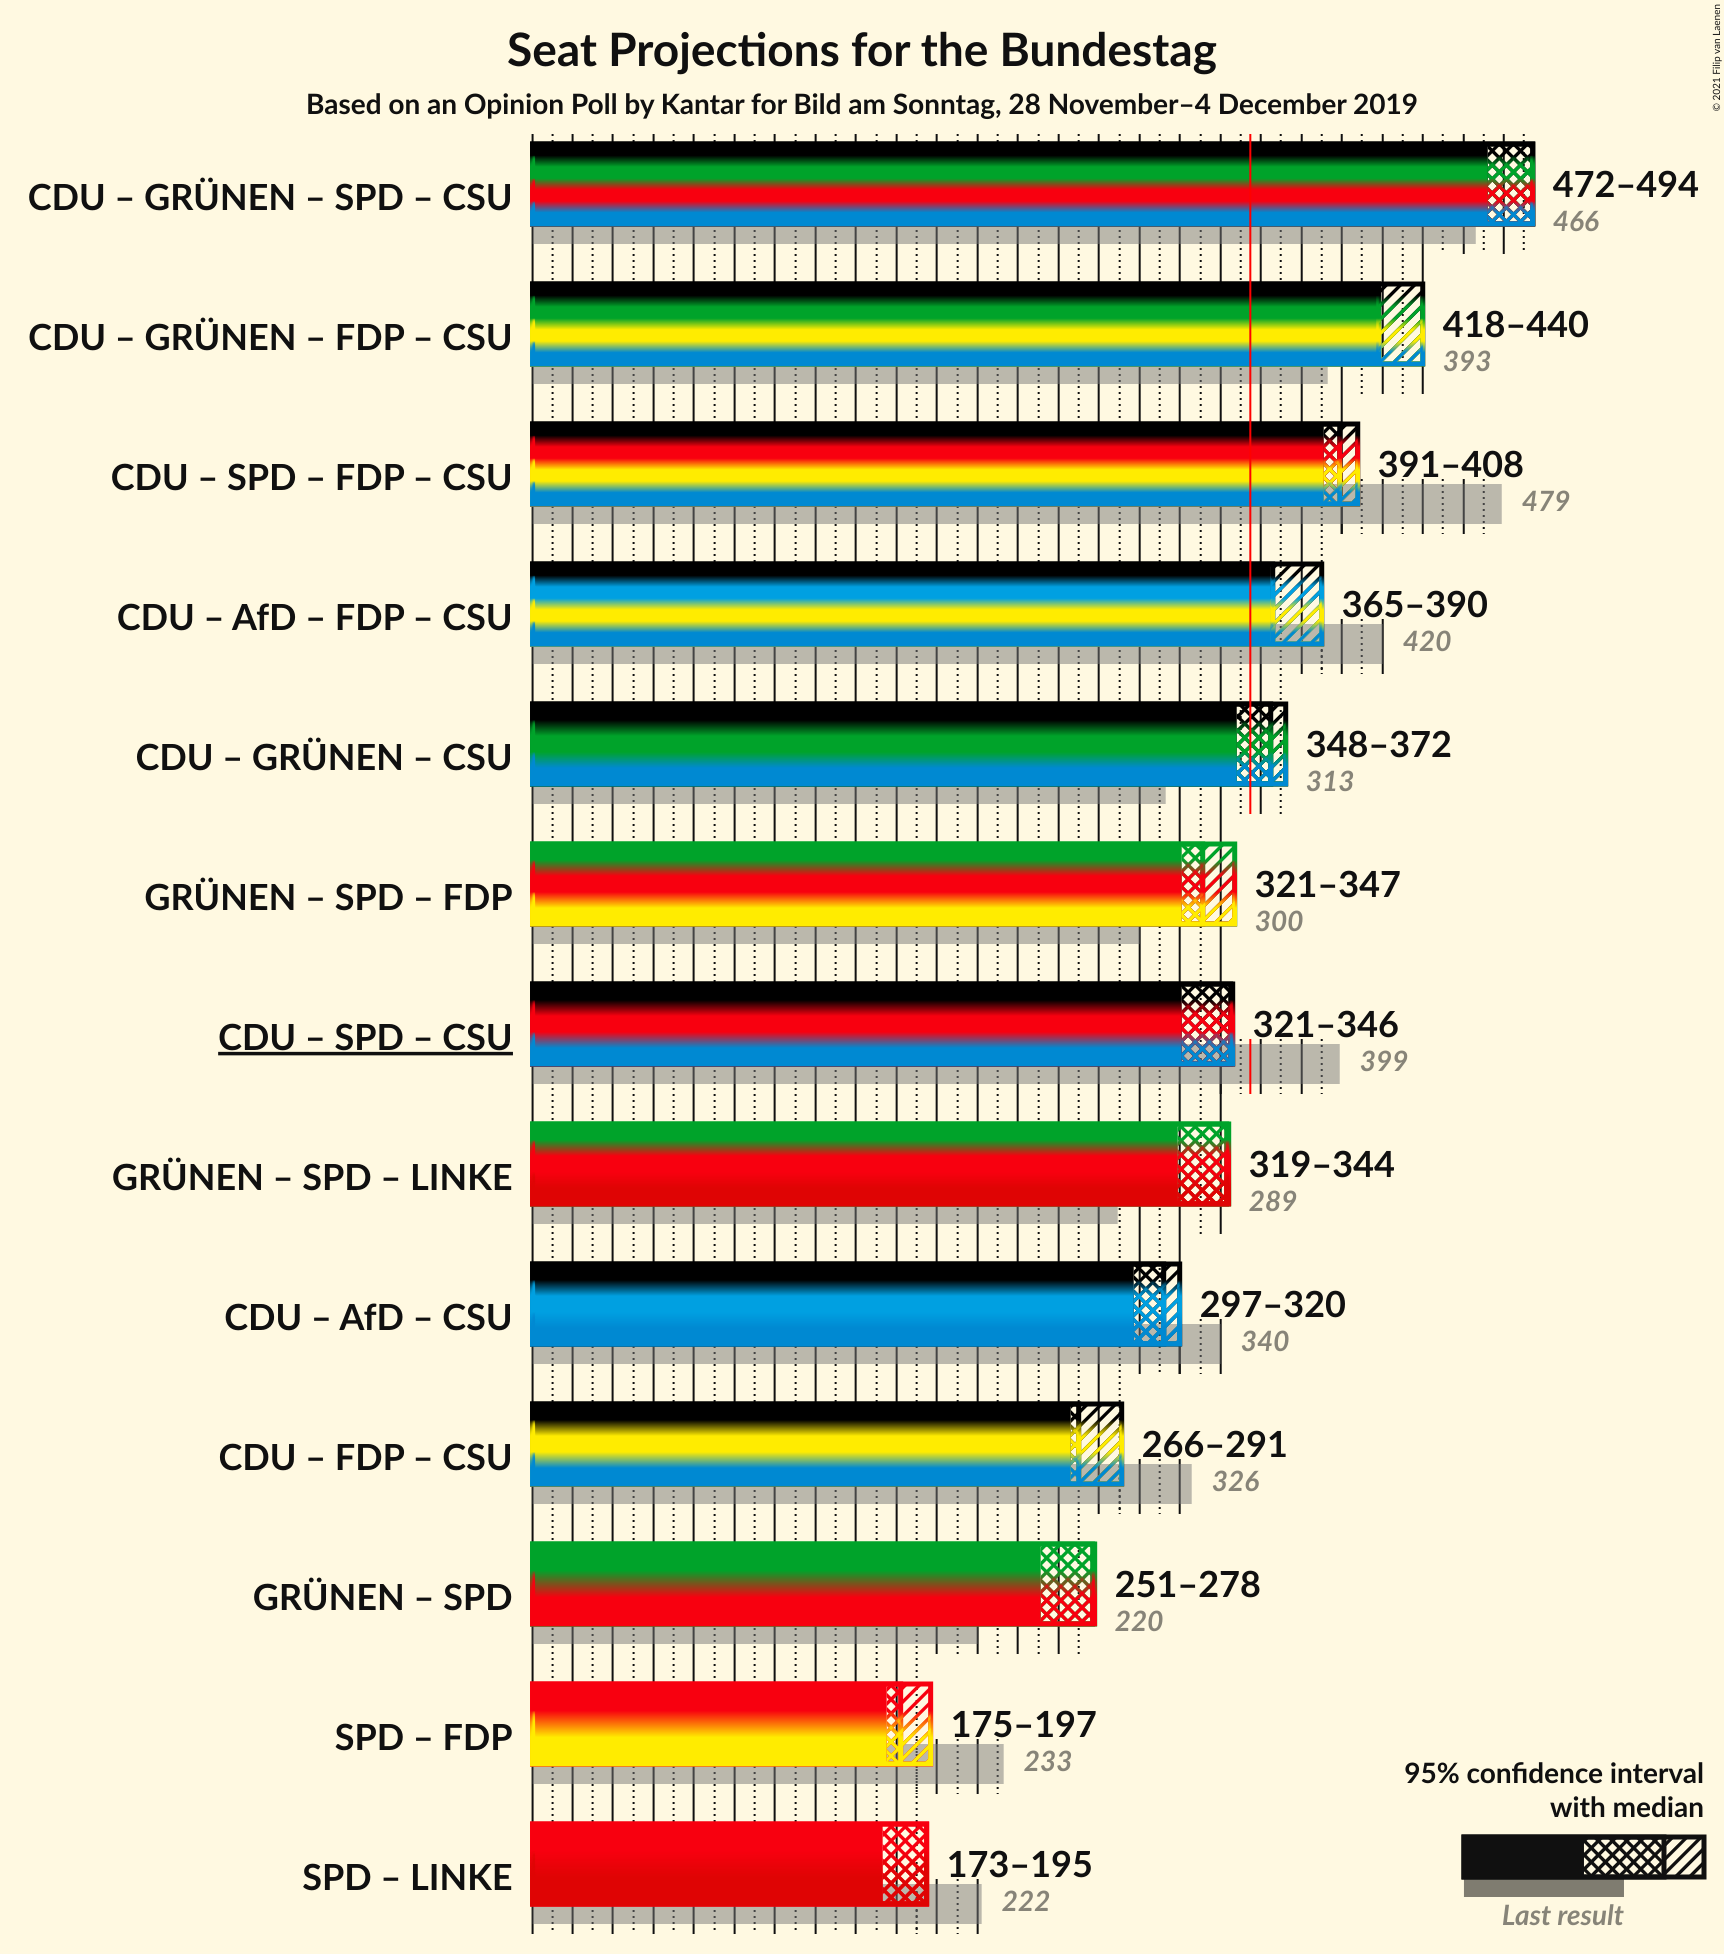 Seat Projections for the Bundestag
Based on an Opinion Poll by Kantar for Bild am Sonntag, 28 November–4 December 2019
© 2021 Filip van Laenen
CDU – GRÜNEN – SPD – CSU
472–494
466
CDU – GRÜNEN – FDP – CSU
418–440
393
CDU – SPD – FDP – CSU
391–408
479
CDU – AfD – FDP – CSU
365–390
420
CDU – GRÜNEN – CSU
348–372
313
GRÜNEN – SPD – FDP
321–347
300
CDU – SPD – CSU
321–346
399
GRÜNEN – SPD – LINKE
319–344
289
CDU – AfD – CSU
297–320
340
CDU – FDP – CSU
266–291
326
GRÜNEN – SPD
251–278
220
SPD – FDP
175–197
233
SPD – LINKE
173–195
222
95% confidence interval
with median
Last result